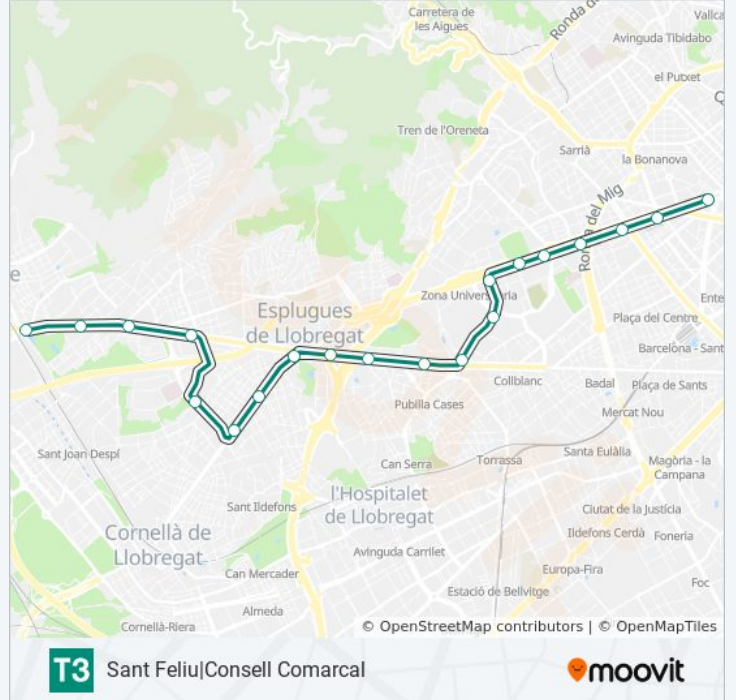 Carretera de
les Aigues
Ronda d
Vallca
Avinguda Tibidabo
el Putxet
Q
Tren de l'Oreneta
Sarrià
la Bonanova
Ronda del Mig
e
Zona Universitària
Esplugues
de Llobregat
Ente
Plaça del Centre
Barcelona - Sant
Collblanc
Badal
Plaça de Sants
Pubilla Cases
Mercat Nou
Sant Joan Despí
Can Serra
Torrassa
Santa Eulàlia
Magòria - la
Campana
Sant Ildefons
l'Hospitalet
de Llobregat
Ciutat de la Justícia
Cornellà de
Llobregat
Ildefons Cerdà
Foneria
Avinguda Carrilet
Can Mercader
Europa-Fira
Foc
Almeda
Estació de Bellvitge
Cornellà-Riera
© OpenStreetMap contributors | © OpenMapTiles
T3 Sant Feliu|Consell Comarcal
moovit